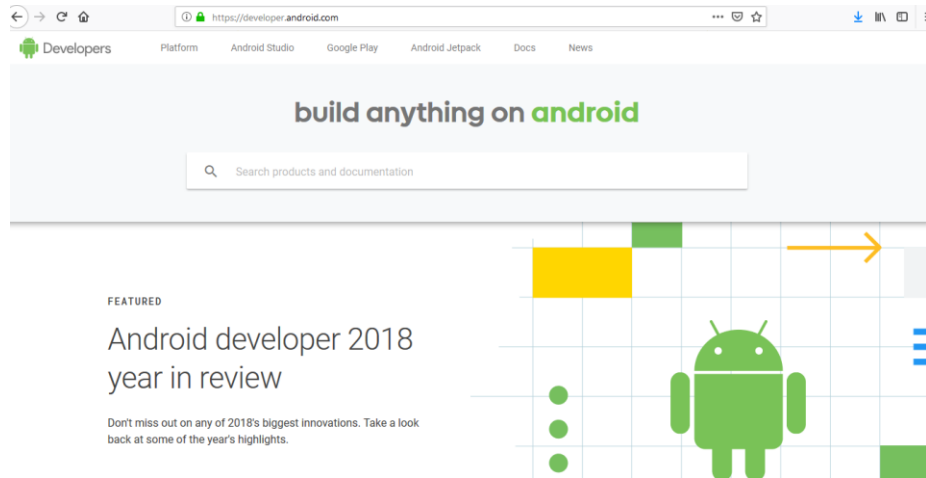 https://developer.android.com
Developers Platform Android Studio Google Play Android Jetpack Docs News
build anything on android
Search products and documentation
FEATURED
Android developer 2018
year in review
Don't miss out on any of 2018's biggest innovations. Take a look
back at some of the year's highlights.